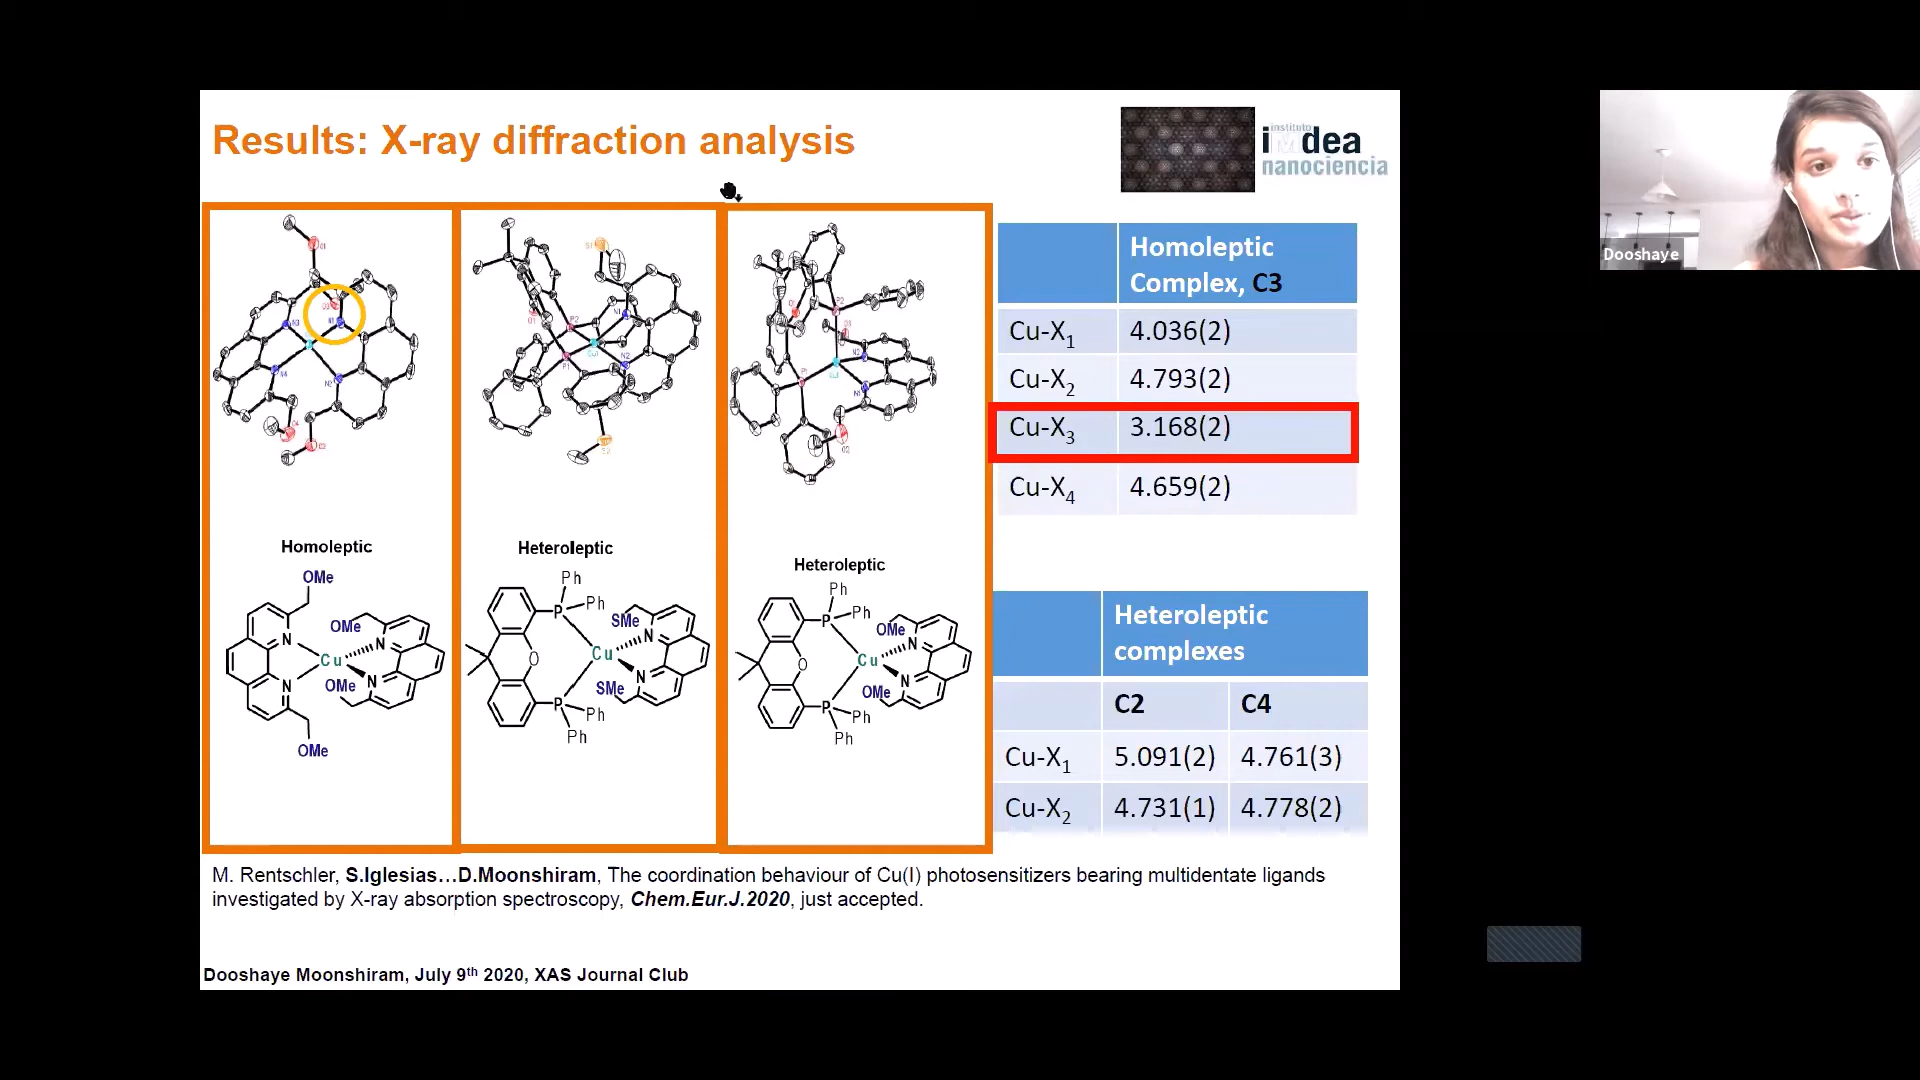 Results: X-ray diffraction analysis
instituto
iMdea
nanociencia
Dooshaye
Homoleptic
Complex, C3
Cu-X1 4.036(2)
Cu-X2 4.793(2)
Cu-X3 3.168(2)
Cu-X4 4.659(2)
Homoleptic
OMe
OMe
N
N
Cu
N
OMe
N
OMe
Heteroleptic
Ph
P
Ph
SMe
N
O
Cu
SMe
N
P
Ph
Ph
Heteroleptic
Ph
P
Ph
OMe
N
O
Cu
OMe
N
P
Ph
Ph
Heteroleptic
complexes
C2 C4
Cu-X1 5.091(2) 4.761(3)
Cu-X2 4.731(1) 4.778(2)
M. Rentschler, S.Iglesias...D.Moonshiram, The coordination behaviour of Cu(I) photosensitizers bearing multidentate ligands
investigated by X-ray absorption spectroscopy, Chem.Eur.J.2020, just accepted.
Dooshaye Moonshiram, July 9th 2020, XAS Journal Club